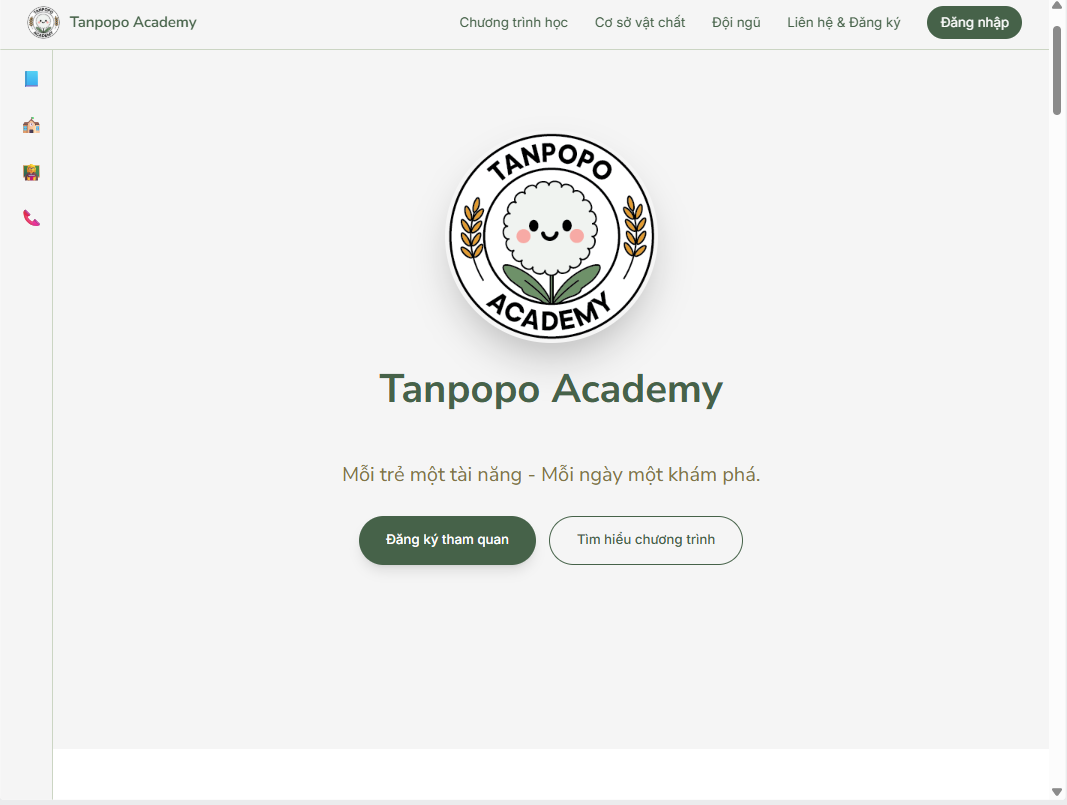 Tanpopo Academy
Chương trình học
Cơ sở vật chất
Đội ngũ
Liên hệ & Đăng ký
Đăng nhập
TANPOPO
ACADEMY
Tanpopo Academy
Mỗi trẻ một tài năng - Mỗi ngày một khám phá.
Đăng ký tham quan
Tìm hiểu chương trình